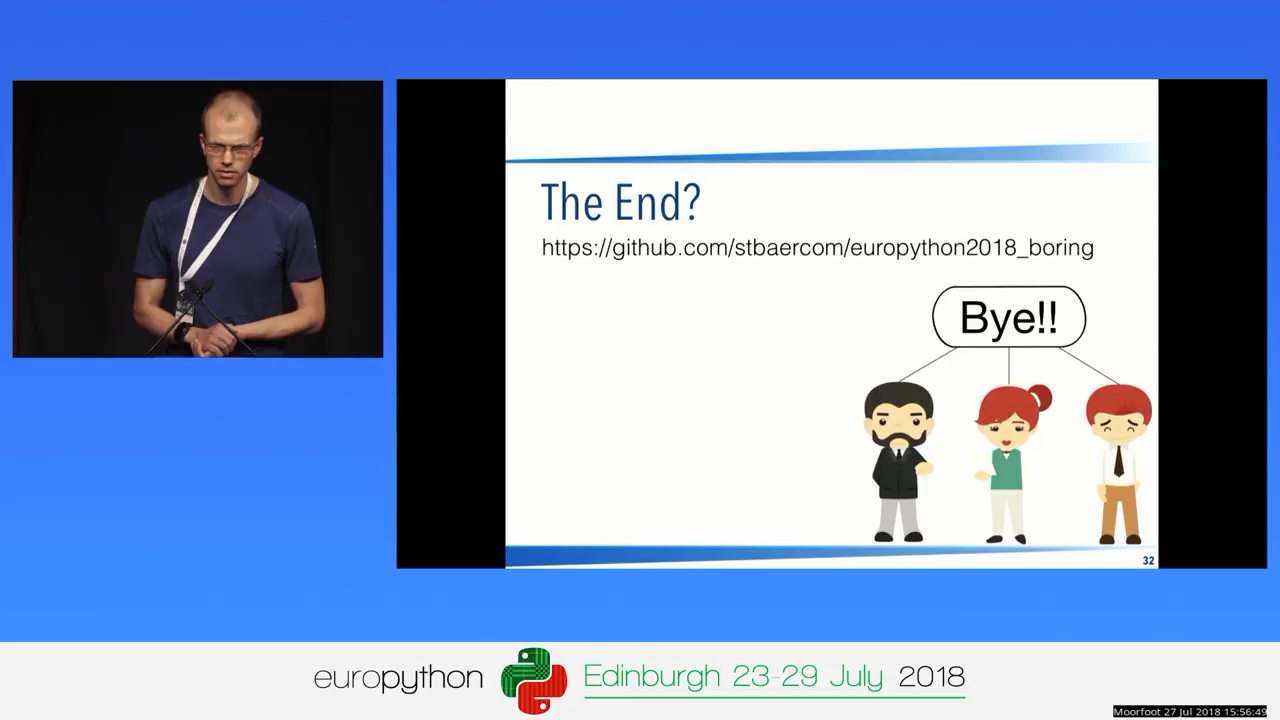 The End?
https://github.com/stbaercom/europython2018_boring
Bye!!
32
europython
Edinburgh 23-29 July 2018
Moorfoot 27 Jul 2018 15:56:49